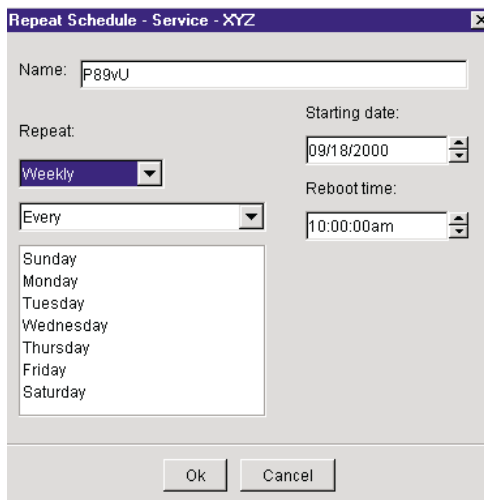 Repeat Schedule - Service - XYZ
Name: P89vU
Repeat:
Weekly
Every
Sunday
Monday
Tuesday
Wednesday
Thursday
Friday
Saturday
Starting date:
09/18/2000
Reboot time:
10:00:00am
Ok Cancel